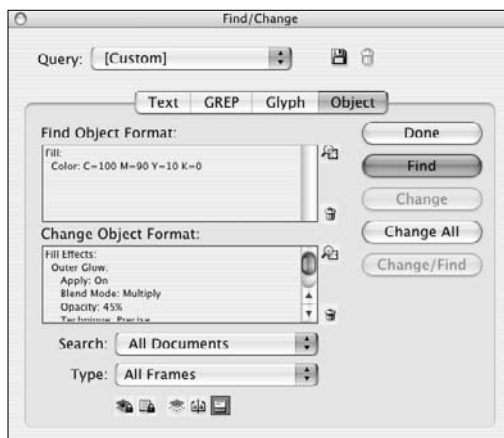 Find/Change
Query: [Custom]
Text GREP Glyph Object
Find Object Format:
Fill:
Color: C=100 M=90 Y=10 K=0
Done
Find
Change
Change Object Format:
Change All
Fill Effects:
Outer Glow:
Apply: On
Blend Mode: Multiply
Opacity: 45%
Technique: Precise
Change/Find
Search: All Documents
Type: All Frames